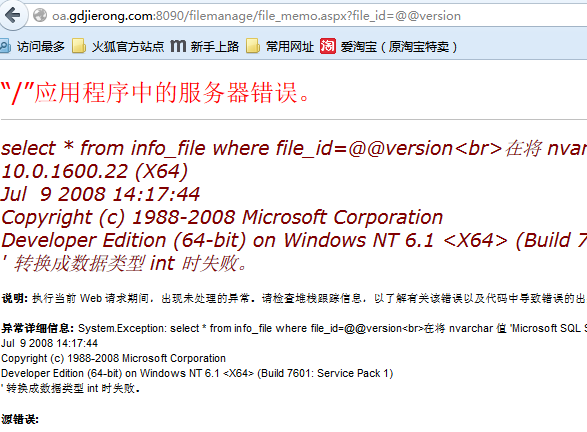 oa.gdjierong.com:8090/filemanage/file_memo.aspx?file_id=@@version
访问最多 火狐官方站点 新手上路 常用网址 淘 爱淘宝（原淘宝特卖）
“/”应用程序中的服务器错误。
select * from info_file where file_id=@@version<br>在将 nvar
10.0.1600.22 (X64)
Jul 9 2008 14:17:44
Copyright (c) 1988-2008 Microsoft Corporation
Developer Edition (64-bit) on Windows NT 6.1 <X64> (Build 7
' 转换成数据类型 int 时失败。
说明: 执行当前 Web 请求期间，出现未处理的异常。请检查堆栈跟踪信息，以了解有关该错误以及代码中导致错误的出
异常详细信息: System.Exception: select * from info_file where file_id=@@version<br>在将 nvarchar 值 'Microsoft SQL S
Jul 9 2008 14:17:44
Copyright (c) 1988-2008 Microsoft Corporation
Developer Edition (64-bit) on Windows NT 6.1 <X64> (Build 7601: Service Pack 1)
' 转换成数据类型 int 时失败。
源错误: